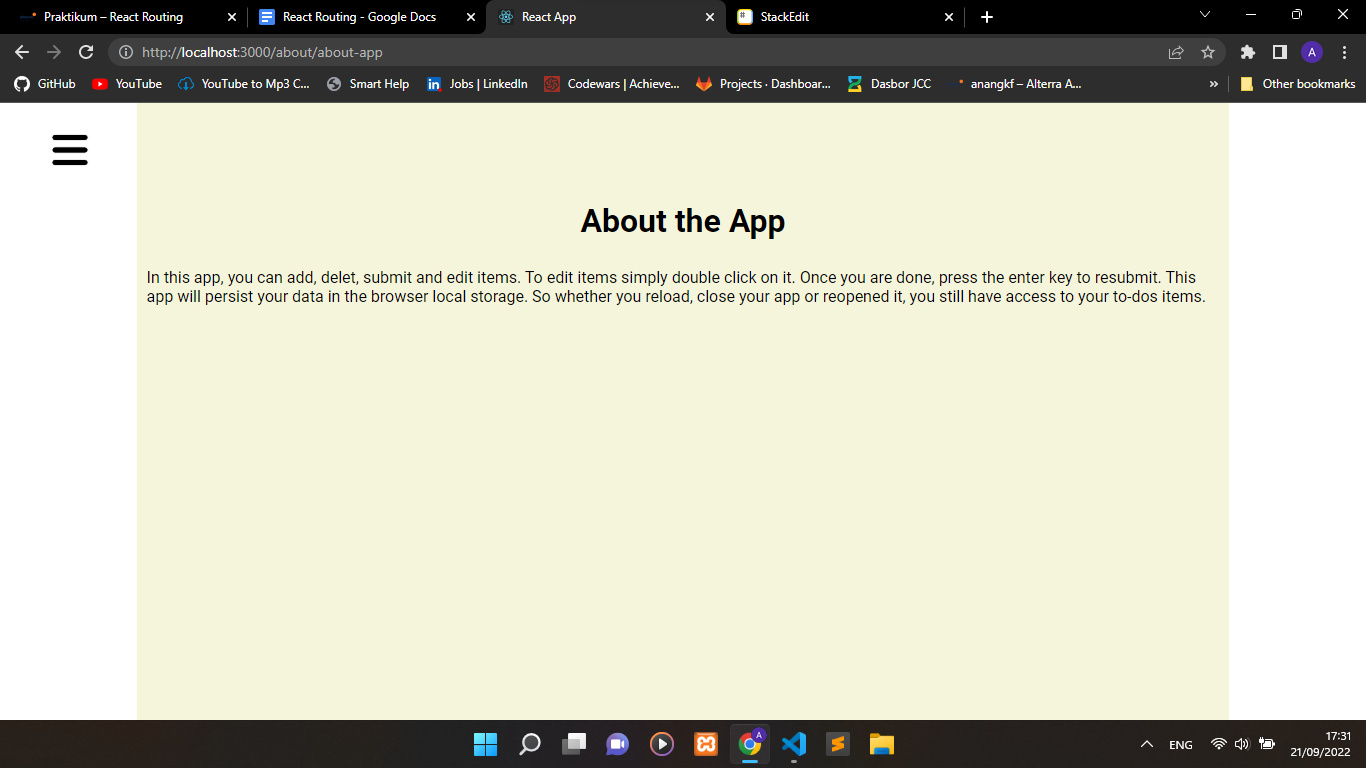 Praktikum – React Routing
React Routing - Google Docs
React App
StackEdit
http://localhost:3000/about/about-app
A
GitHub
YouTube
YouTube to Mp3 C...
Smart Help
Jobs | LinkedIn
Codewars | Achieve...
Projects · Dashboar...
Dasbor JCC
anangkf – Alterra A...
»
Other bookmarks
About the App
In this app, you can add, delet, submit and edit items. To edit items simply double click on it. Once you are done, press the enter key to resubmit. This
app will persist your data in the browser local storage. So whether you reload, close your app or reopened it, you still have access to your to-dos items.
A
ENG
17:31
21/09/2022